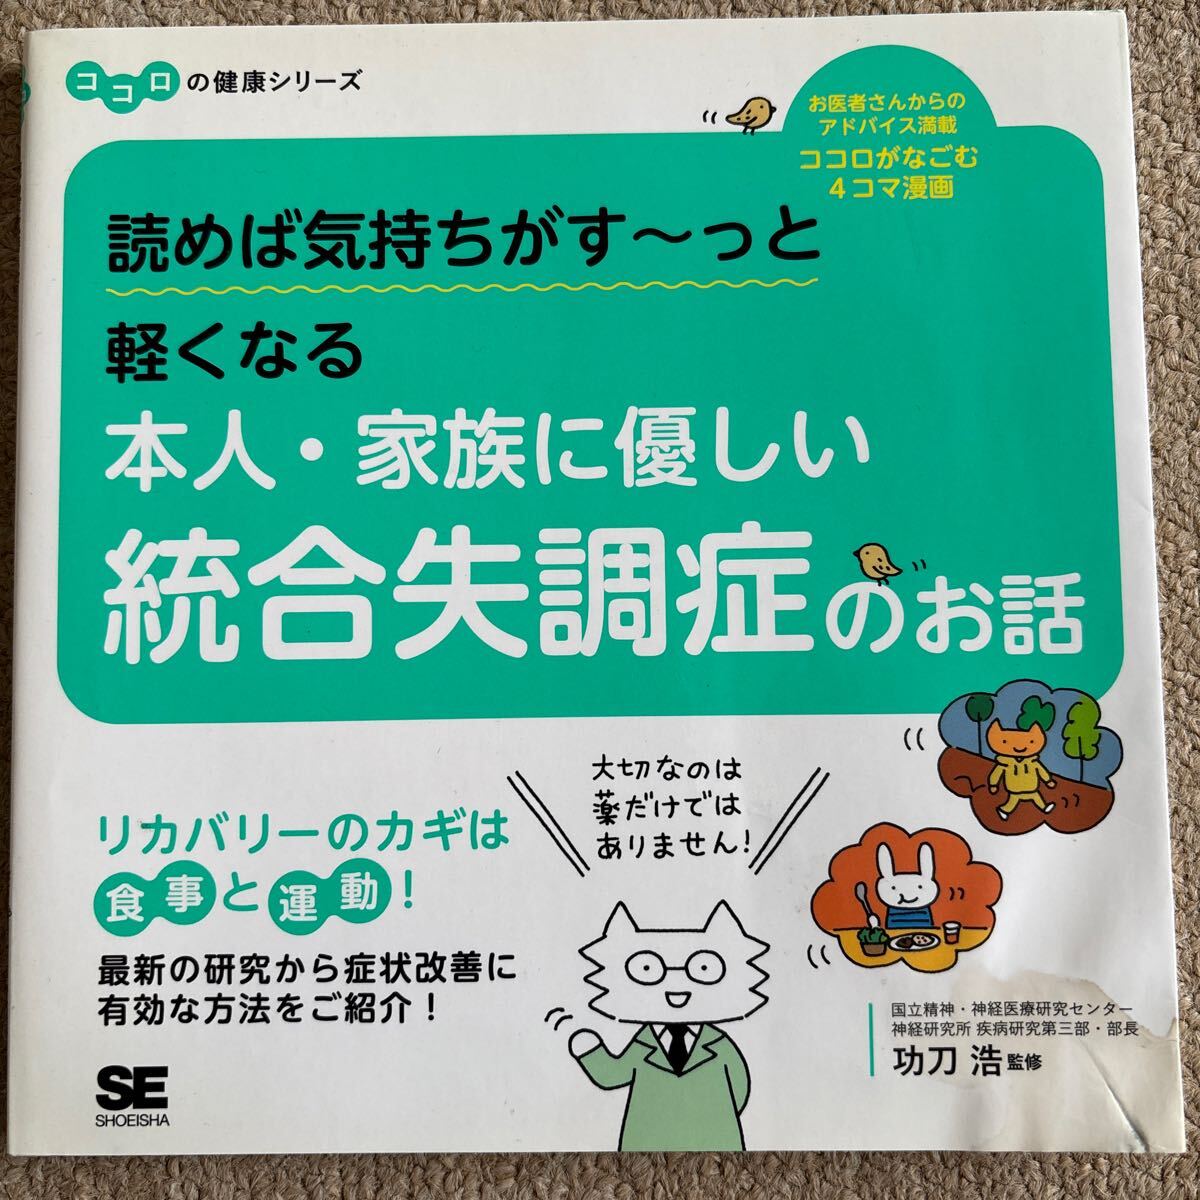 ココロの健康シリーズ
お医者さんからの
アドバイス満載
ココロがなごむ
4コマ漫画
読めば気持ちがす〜っと
軽くなる
本人・家族に優しい
統合失調症のお話
大切なのは
薬だけでは
ありません!
リカバリーのカギは
食事と運動!
最新の研究から症状改善に
有効な方法をご紹介!
国立精神・神経医療研究センター
神経研究所 疾病研究第三部・部長
功刀 浩 監修
SE
SHOEISHA